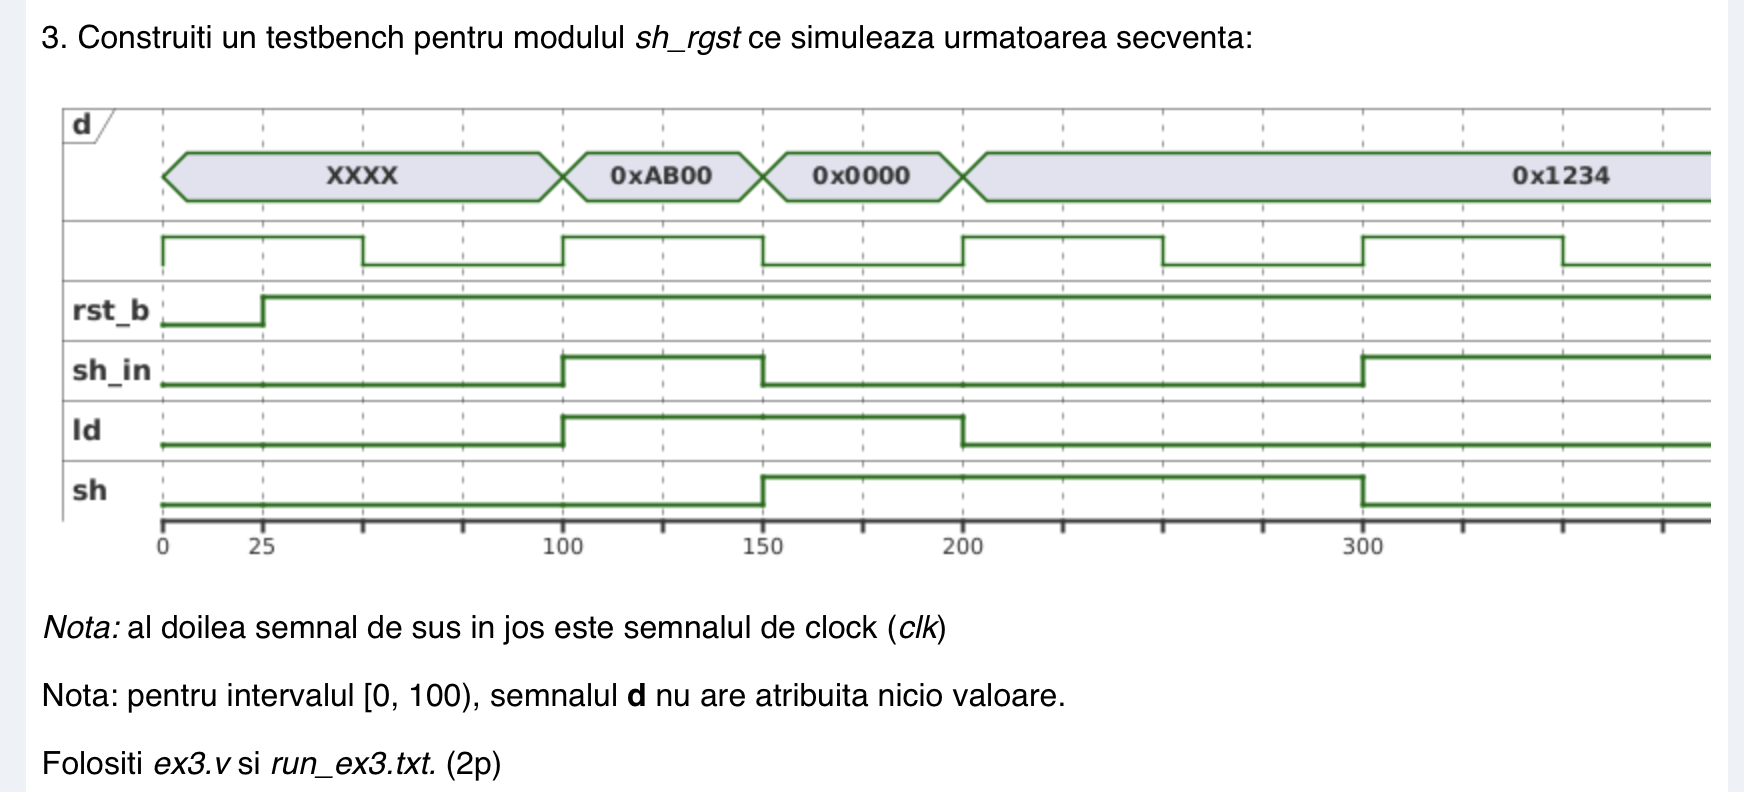 3. Construiti un testbench pentru modulul sh_rgst ce simuleaza urmatoarea secventa:
d
XXXX 0xAB00 0x0000 0x1234
rst_b
sh_in
ld
sh
0 25 100 150 200 300
Nota: al doilea semnal de sus in jos este semnalul de clock (clk)
Nota: pentru intervalul [0, 100), semnalul d nu are atribuita nicio valoare.
Folositi ex3.v si run_ex3.txt. (2p)